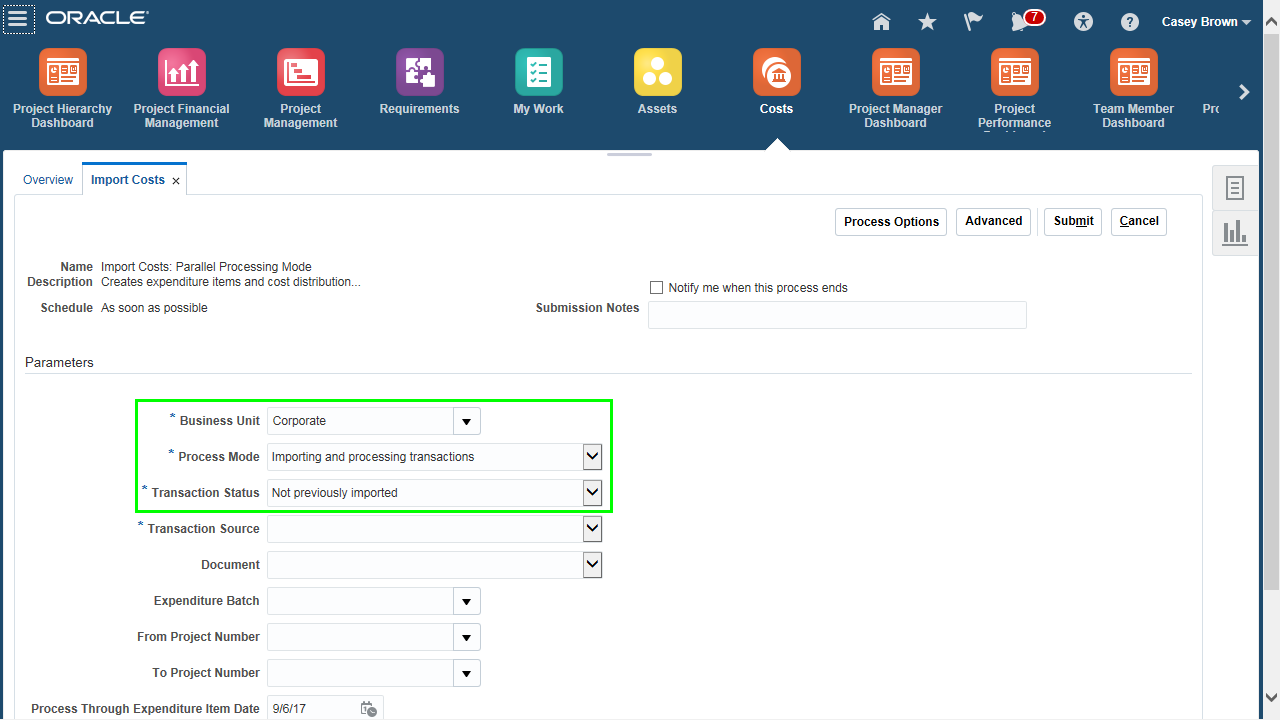 ORACLE
7
Casey Brown
Project Hierarchy
Dashboard
Project Financial
Management
Project
Management
Requirements
My Work
Assets
Costs
Project Manager
Dashboard
Project
Performance
Team Member
Dashboard
Overview
Import Costs
Process Options
Advanced
Submit
Cancel
Name Import Costs: Parallel Processing Mode
Description Creates expenditure items and cost distribution...
Notify me when this process ends
Schedule As soon as possible
Submission Notes
Parameters
* Business Unit Corporate
* Process Mode Importing and processing transactions
* Transaction Status Not previously imported
* Transaction Source
Document
Expenditure Batch
From Project Number
To Project Number
Process Through Expenditure Item Date 9/6/17